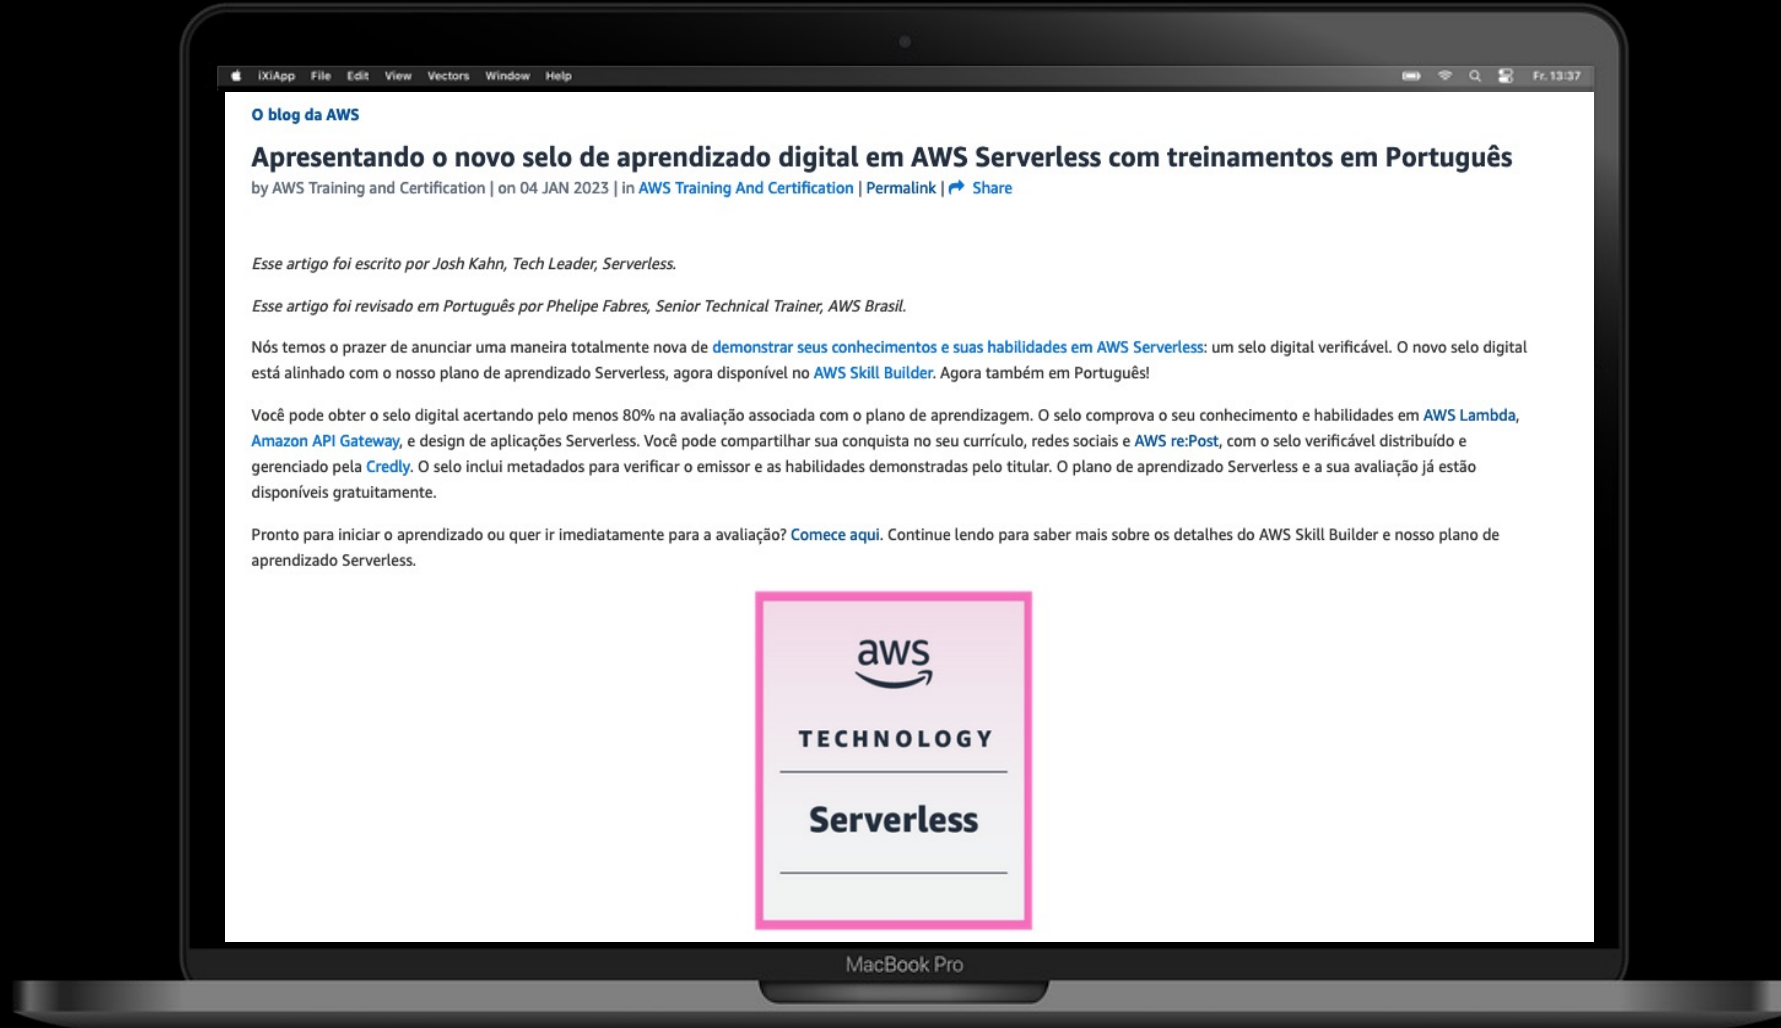 iXiApp File Edit View Vectors Window Help Fr. 13:37
O blog da AWS
Apresentando o novo selo de aprendizado digital em AWS Serverless com treinamentos em Português
by AWS Training and Certification | on 04 JAN 2023 | in AWS Training And Certification | Permalink | Share
Esse artigo foi escrito por Josh Kahn, Tech Leader, Serverless.
Esse artigo foi revisado em Português por Phelipe Fabres, Senior Technical Trainer, AWS Brasil.
Nós temos o prazer de anunciar uma maneira totalmente nova de demonstrar seus conhecimentos e suas habilidades em AWS Serverless: um selo digital verificável. O novo selo digital
está alinhado com o nosso plano de aprendizado Serverless, agora disponível no AWS Skill Builder. Agora também em Português!
Você pode obter o selo digital acertando pelo menos 80% na avaliação associada com o plano de aprendizagem. O selo comprova o seu conhecimento e habilidades em AWS Lambda,
Amazon API Gateway, e design de aplicações Serverless. Você pode compartilhar sua conquista no seu currículo, redes sociais e AWS re:Post, com o selo verificável distribuído e
gerenciado pela Credly. O selo inclui metadados para verificar o emissor e as habilidades demonstradas pelo titular. O plano de aprendizado Serverless e a sua avaliação já estão
disponíveis gratuitamente.
Pronto para iniciar o aprendizado ou quer ir imediatamente para a avaliação? Comece aqui. Continue lendo para saber mais sobre os detalhes do AWS Skill Builder e nosso plano de
aprendizado Serverless.
aws
TECHNOLOGY
Serverless
MacBook Pro